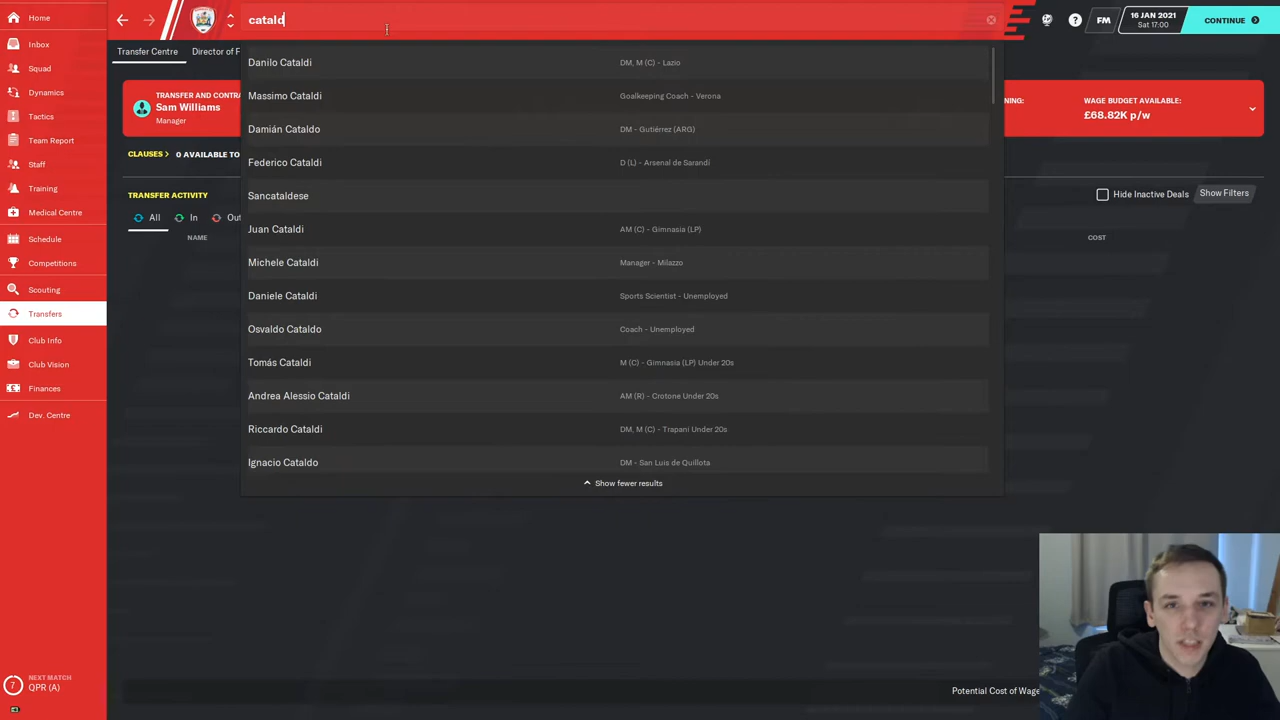 Home
Inbox
Squad
Dynamics
Tactics
Team Report
Staff
Training
Medical Centre
Schedule
Competitions
Scouting
Transfers
Club Info
Club Vision
Finances
Dev. Centre
NEXT MATCH
7 QPR (A)
catald
FM
16 JAN 2021
Sat 17:00
CONTINUE
Transfer Centre Director of F
TRANSFER AND CONTRA
Sam Williams
Manager
NING:
WAGE BUDGET AVAILABLE:
£68.82K p/w
CLAUSES > 0 AVAILABLE TO
TRANSFER ACTIVITY
Hide Inactive Deals Show Filters
All In Out
NAME COST
Danilo Cataldi DM, M (C) - Lazio
Massimo Cataldi Goalkeeping Coach - Verona
Damián Cataldo DM - Gutiérrez (ARG)
Federico Cataldi D (L) - Arsenal de Sarandí
Sancataldese
Juan Cataldi AM (C) - Gimnasia (LP)
Michele Cataldi Manager - Milazzo
Daniele Cataldi Sports Scientist - Unemployed
Osvaldo Cataldo Coach - Unemployed
Tomás Cataldi M (C) - Gimnasia (LP) Under 20s
Andrea Alessio Cataldi AM (R) - Crotone Under 20s
Riccardo Cataldi DM, M (C) - Trapani Under 20s
Ignacio Cataldo DM - San Luis de Quillota
Show fewer results
Potential Cost of Wage